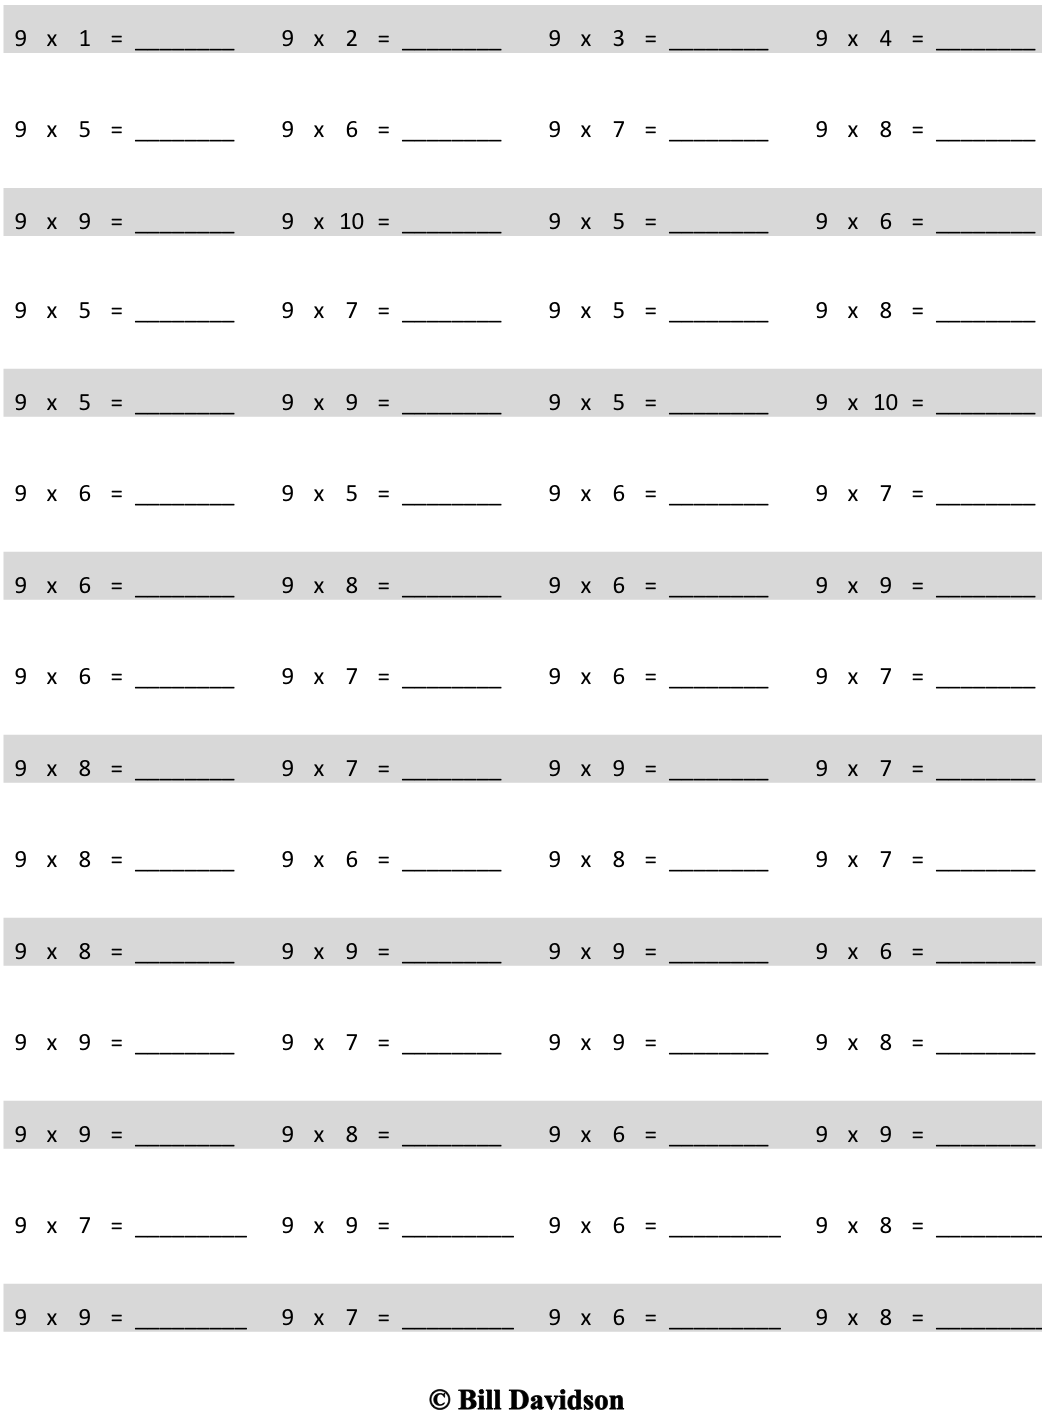 9 x 1 = ________ 9 x 2 = ________ 9 x 3 = ________ 9 x 4 = ________
9 x 5 = ________ 9 x 6 = ________ 9 x 7 = ________ 9 x 8 = ________
9 x 9 = ________ 9 x 10 = ________ 9 x 5 = ________ 9 x 6 = ________
9 x 5 = ________ 9 x 7 = ________ 9 x 5 = ________ 9 x 8 = ________
9 x 5 = ________ 9 x 9 = ________ 9 x 5 = ________ 9 x 10 = ________
9 x 6 = ________ 9 x 5 = ________ 9 x 6 = ________ 9 x 7 = ________
9 x 6 = ________ 9 x 8 = ________ 9 x 6 = ________ 9 x 9 = ________
9 x 6 = ________ 9 x 7 = ________ 9 x 6 = ________ 9 x 7 = ________
9 x 8 = ________ 9 x 7 = ________ 9 x 9 = ________ 9 x 7 = ________
9 x 8 = ________ 9 x 6 = ________ 9 x 8 = ________ 9 x 7 = ________
9 x 8 = ________ 9 x 9 = ________ 9 x 9 = ________ 9 x 6 = ________
9 x 9 = ________ 9 x 7 = ________ 9 x 9 = ________ 9 x 8 = ________
9 x 9 = ________ 9 x 8 = ________ 9 x 6 = ________ 9 x 9 = ________
9 x 7 = _________ 9 x 9 = _________ 9 x 6 = _________ 9 x 8 = _________
9 x 9 = _________ 9 x 7 = _________ 9 x 6 = _________ 9 x 8 = _________
© Bill Davidson